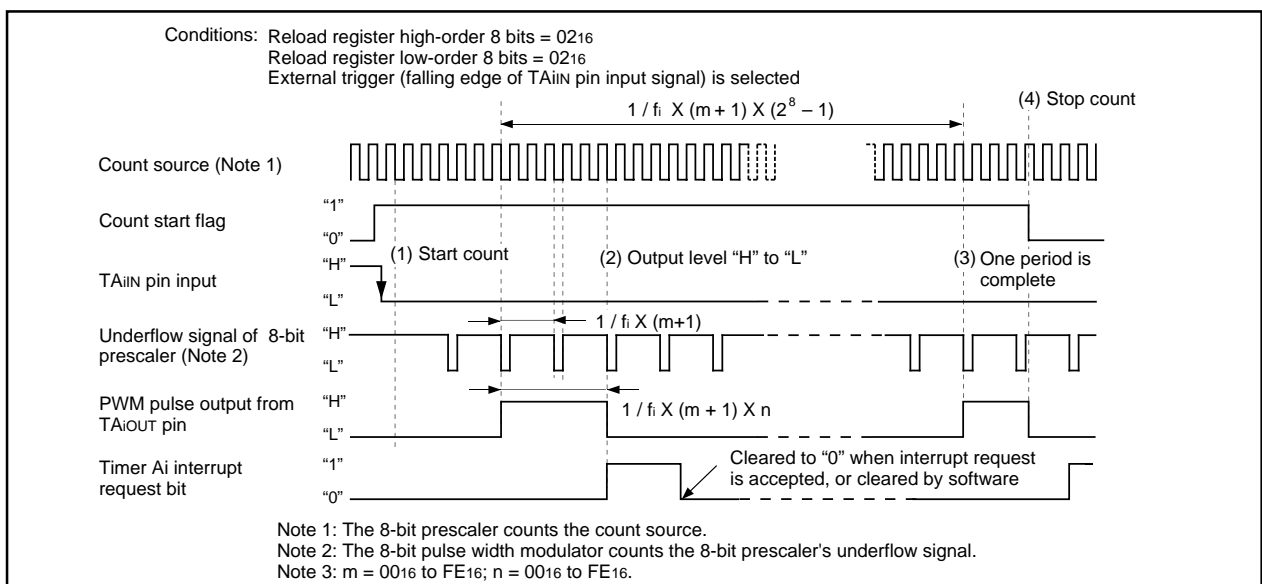 Conditions: Reload register high-order 8 bits = 0216
Reload register low-order 8 bits = 0216
External trigger (falling edge of TAiIN pin input signal) is selected
1 / fi X (m + 1) X (2^8 – 1)
(4) Stop count
Count source (Note 1)
Count start flag
“1”
“0”
(1) Start count
(2) Output level “H” to “L”
(3) One period is
complete
TAiIN pin input
“H”
“L”
1 / fi X (m+1)
Underflow signal of 8-bit
prescaler (Note 2)
“H”
“L”
1 / fi X (m + 1) X n
PWM pulse output from
TAiOUT pin
“H”
“L”
Timer Ai interrupt
request bit
“1”
“0”
Cleared to “0” when interrupt request
is accepted, or cleared by software
Note 1: The 8-bit prescaler counts the count source.
Note 2: The 8-bit pulse width modulator counts the 8-bit prescaler's underflow signal.
Note 3: m = 0016 to FE16; n = 0016 to FE16.